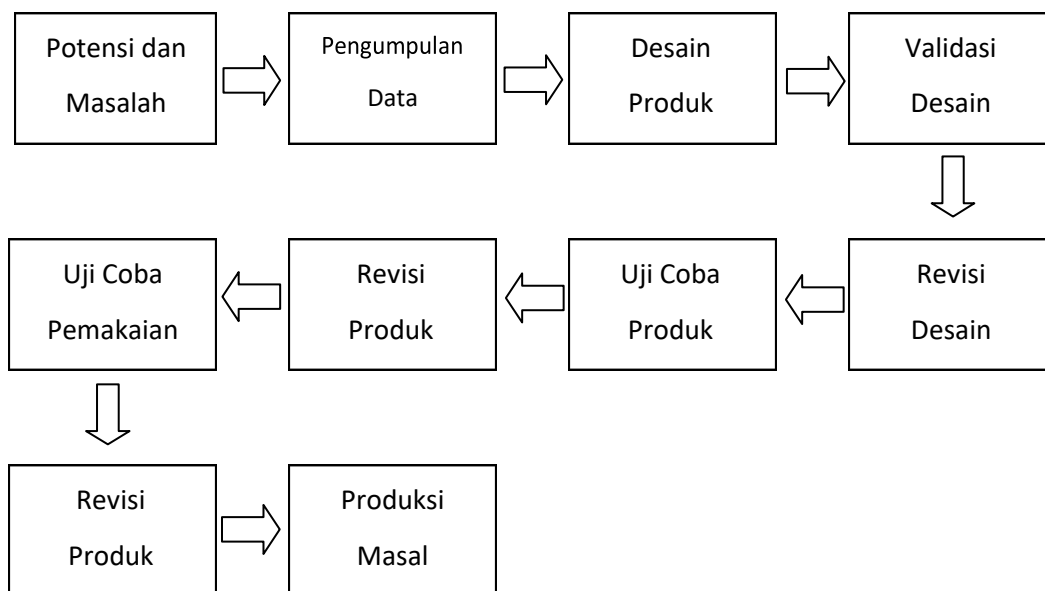 Potensi dan
Masalah
Pengumpulan
Data
Desain
Produk
Validasi
Desain
Revisi
Desain
Uji Coba
Produk
Revisi
Produk
Uji Coba
Pemakaian
Revisi
Produk
Produksi
Masal